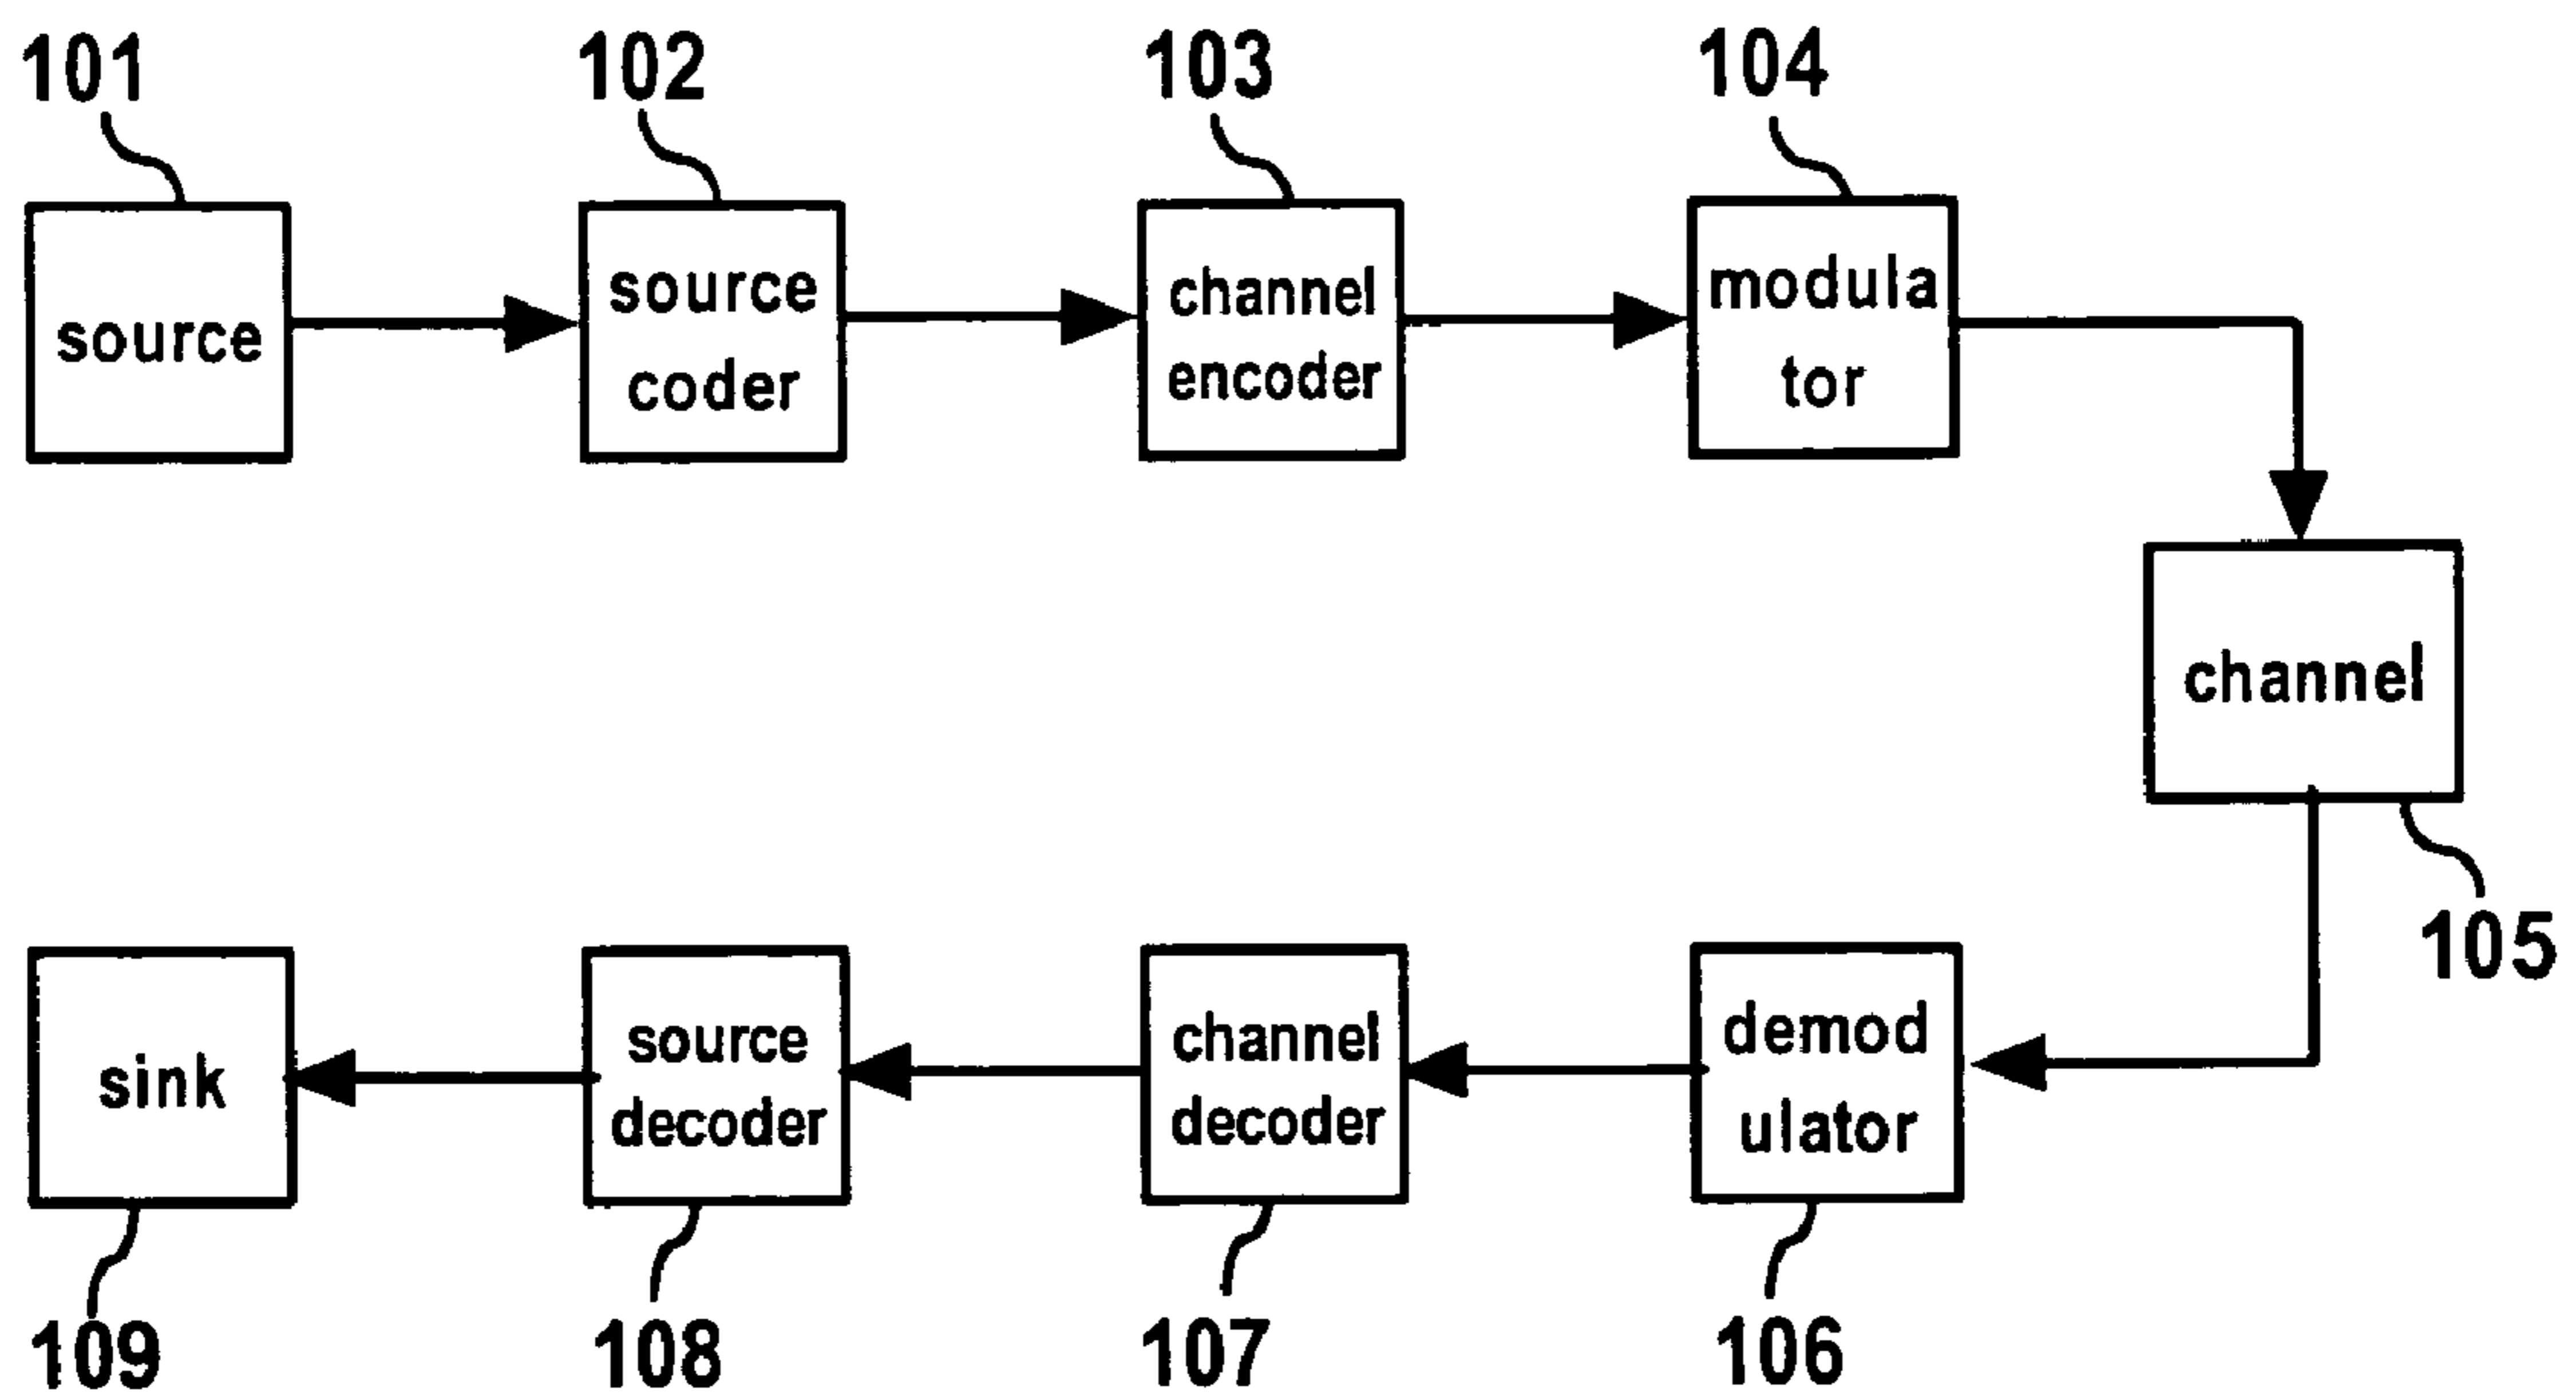 101
102
103
104
source
source
coder
channel
encoder
modula
tor
channel
105
sink
source
decoder
channel
decoder
demod
ulator
109
108
107
106